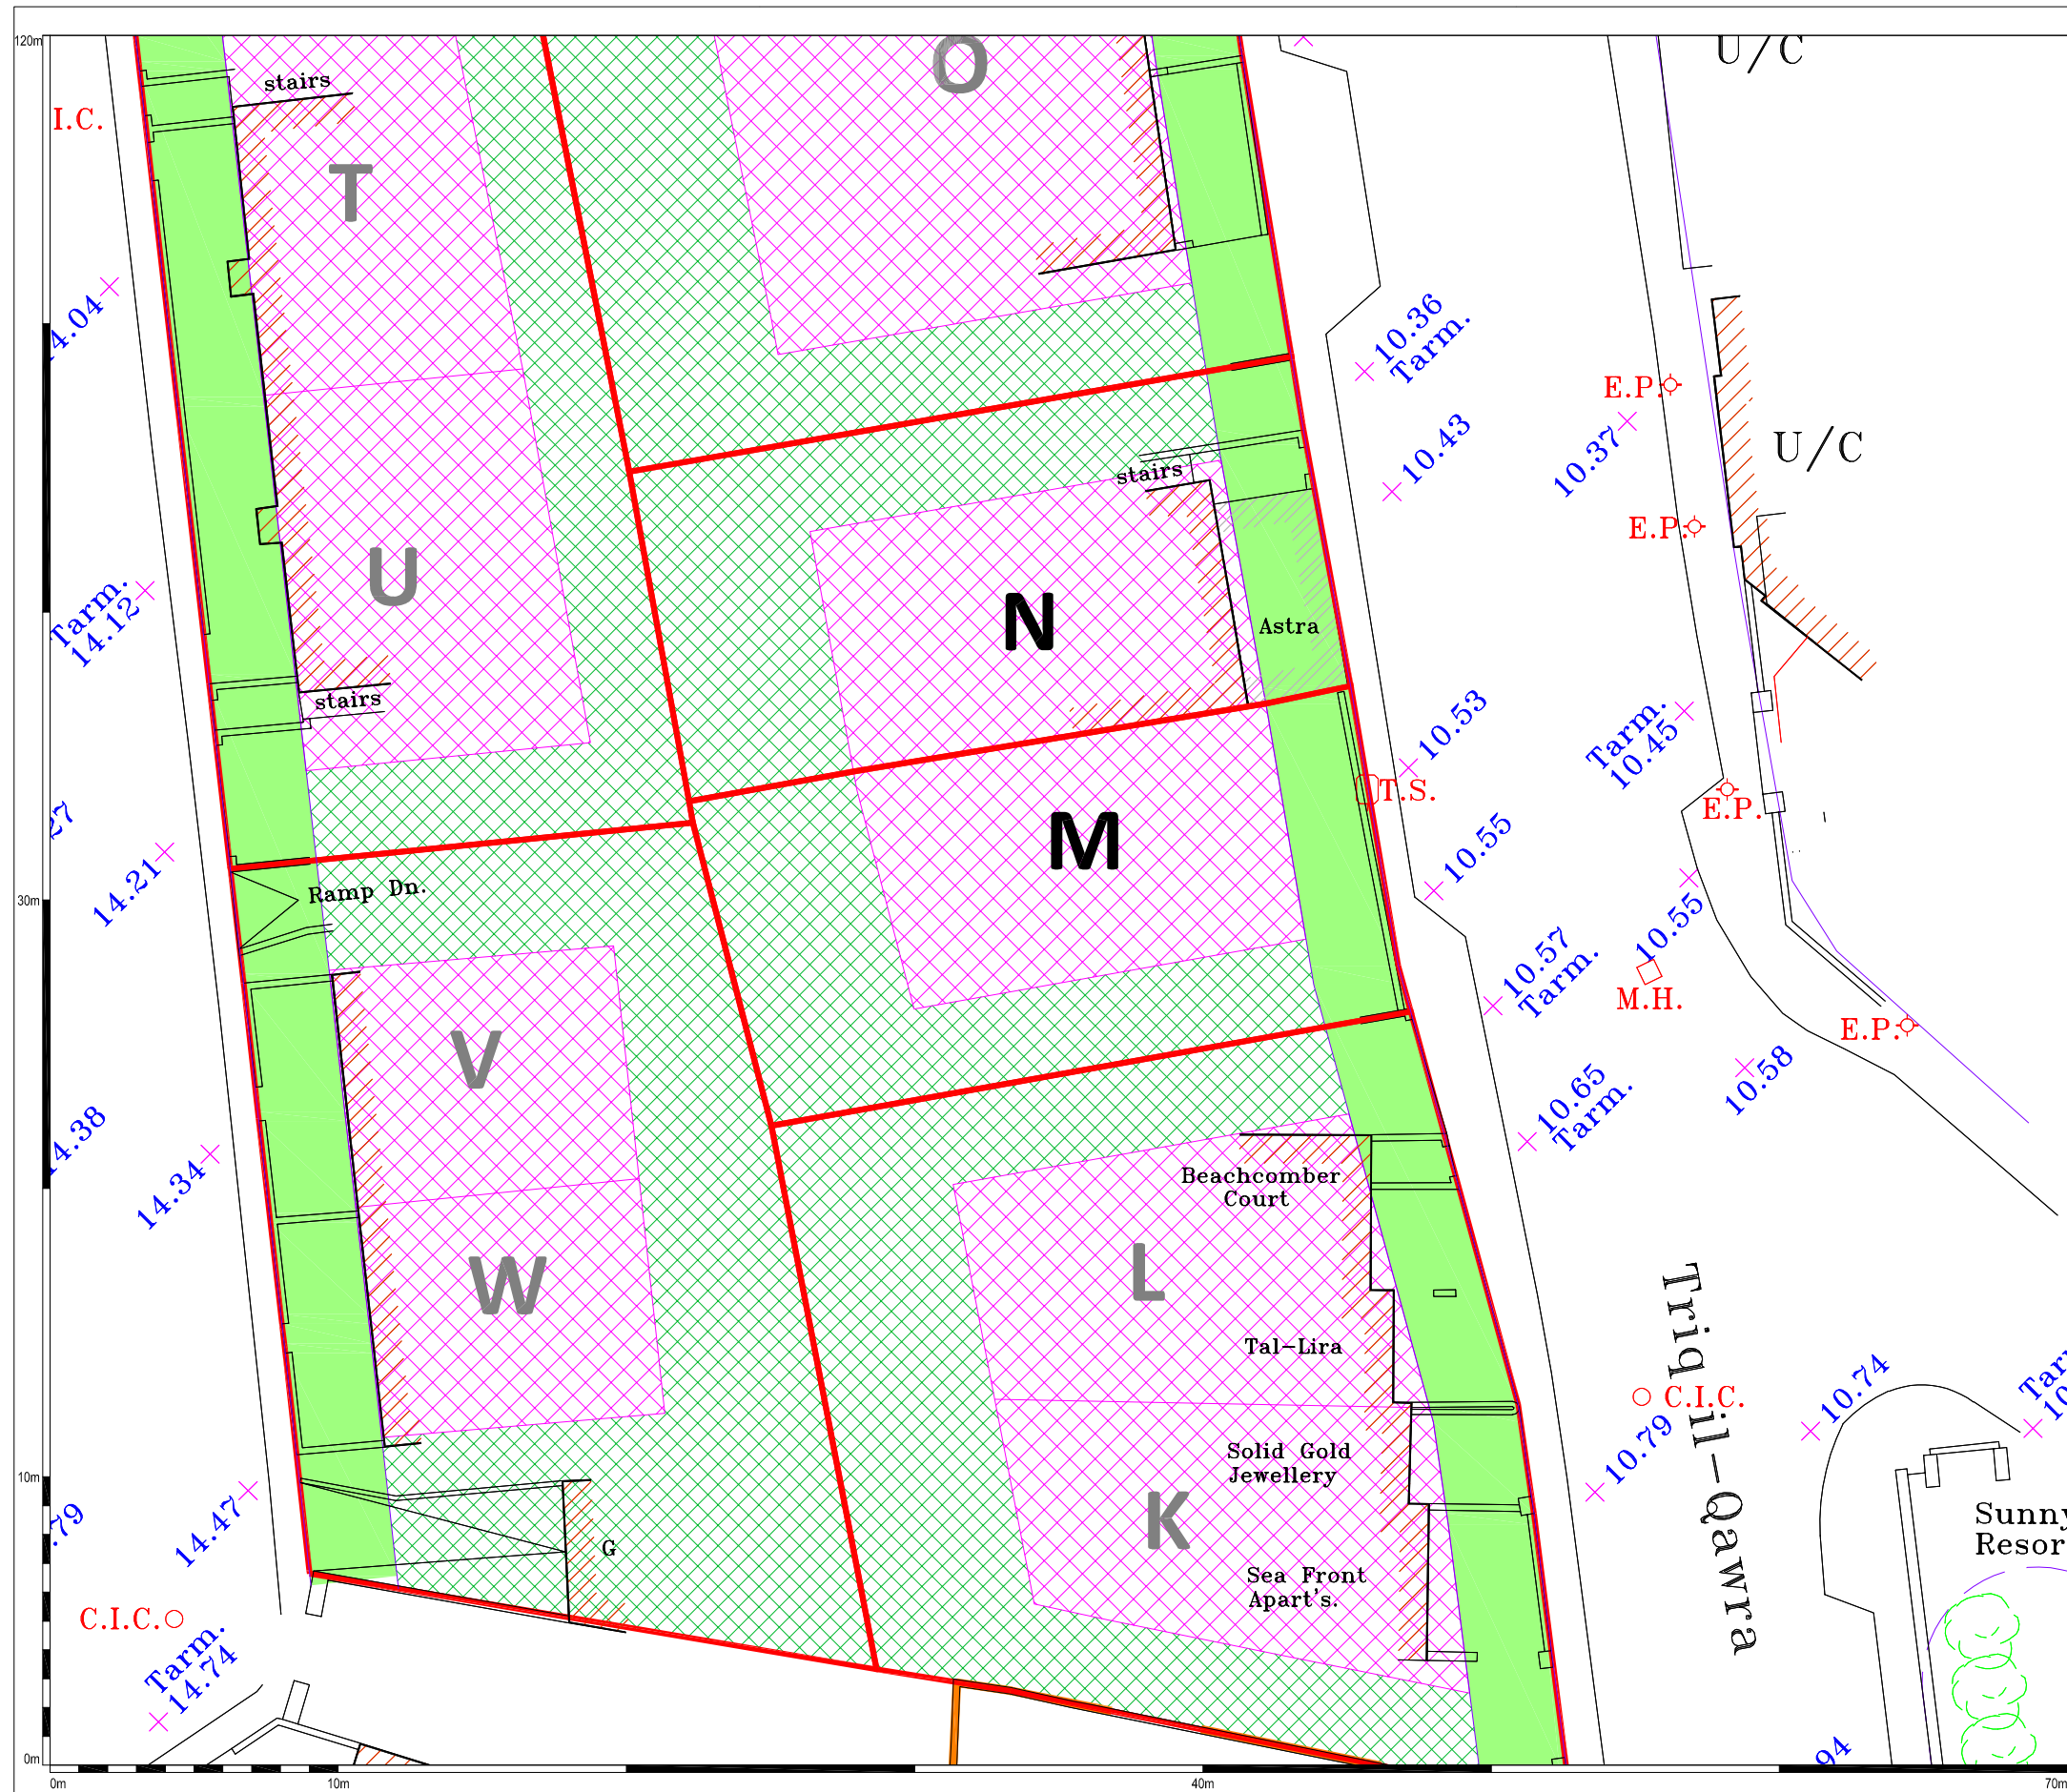 120m
U/C
O
stairs
I.C.
T
10.36
Tarm.
E.P.
10.37
10.43
U/C
stairs
E.P.
U
N
Astra
Tarm.
14.12
stairs
Tarm.
10.45
10.53
T.S.
E.P.
M
10.55
14.21
Ramp Dn.
30m
10.55
10.57
Tarm.
M.H.
E.P.
V
10.58
10.65
Tarm.
14.34
Beachcomber
Court
L
W
Triq il-Qawra
Tal-Lira
C.I.C.
10.74
10.79
Solid Gold
Jewellery
10m
14.47
K
Sunny
Resor
G
Sea Front
Apart's.
C.I.C.
Tarm.
14.74
0m
0m
10m
40m
70m